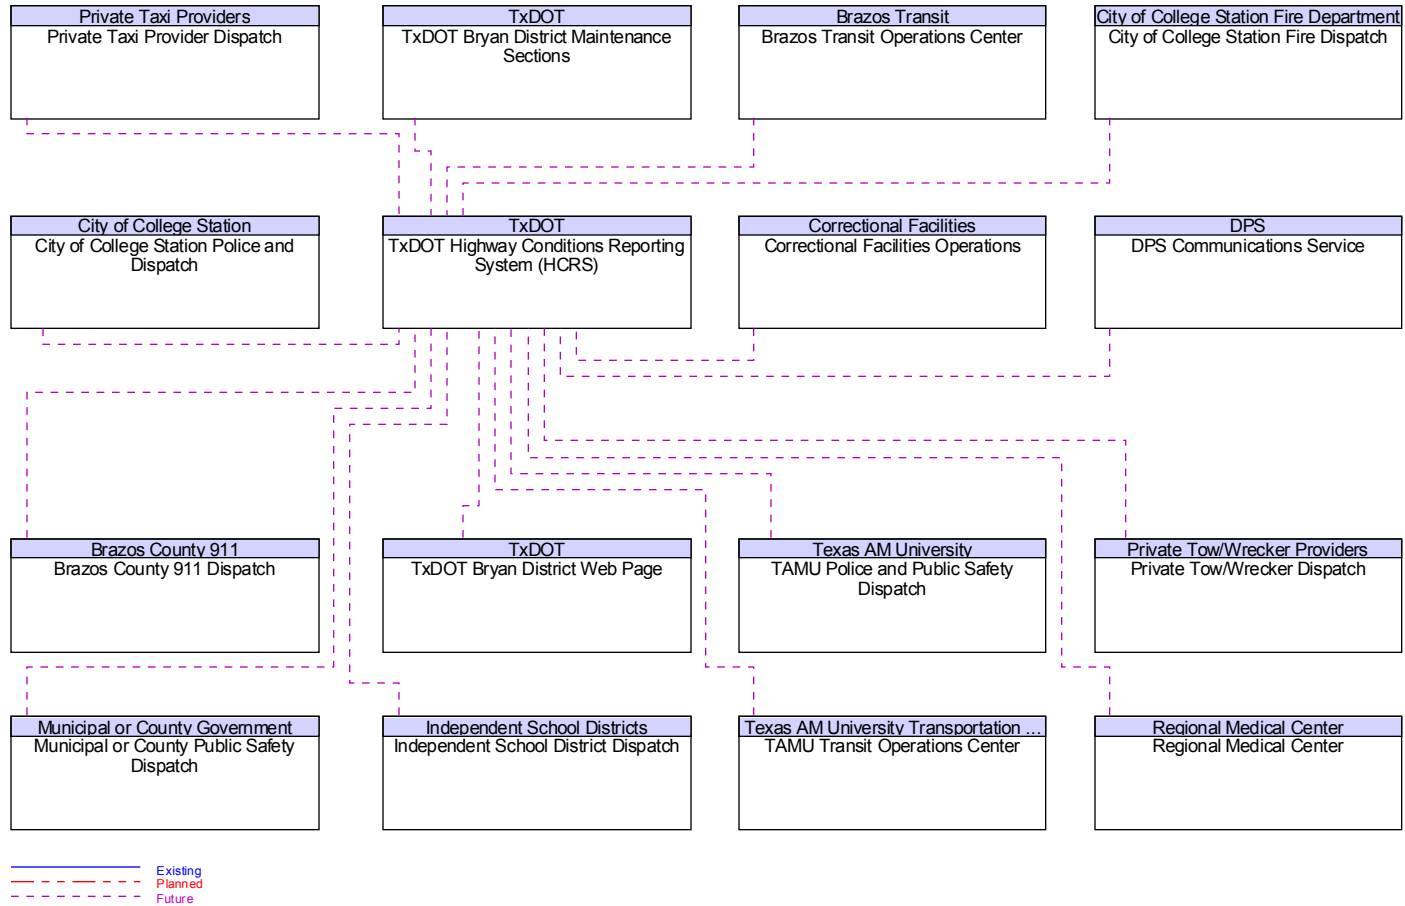 Private Taxi Providers
Private Taxi Provider Dispatch
TxDOT
TxDOT Bryan District Maintenance
Sections
Brazos Transit
Brazos Transit Operations Center
City of College Station Fire Department
City of College Station Fire Dispatch
City of College Station
City of College Station Police and
Dispatch
TxDOT
TxDOT Highway Conditions Reporting
System (HCRS)
Correctional Facilities
Correctional Facilities Operations
DPS
DPS Communications Service
Brazos County 911
Brazos County 911 Dispatch
TxDOT
TxDOT Bryan District Web Page
Texas AM University
TAMU Police and Public Safety
Dispatch
Private Tow/Wrecker Providers
Private Tow/Wrecker Dispatch
Municipal or County Government
Municipal or County Public Safety
Dispatch
Independent School Districts
Independent School District Dispatch
Texas AM University Transportation ...
TAMU Transit Operations Center
Regional Medical Center
Regional Medical Center
Existing
Planned
Future